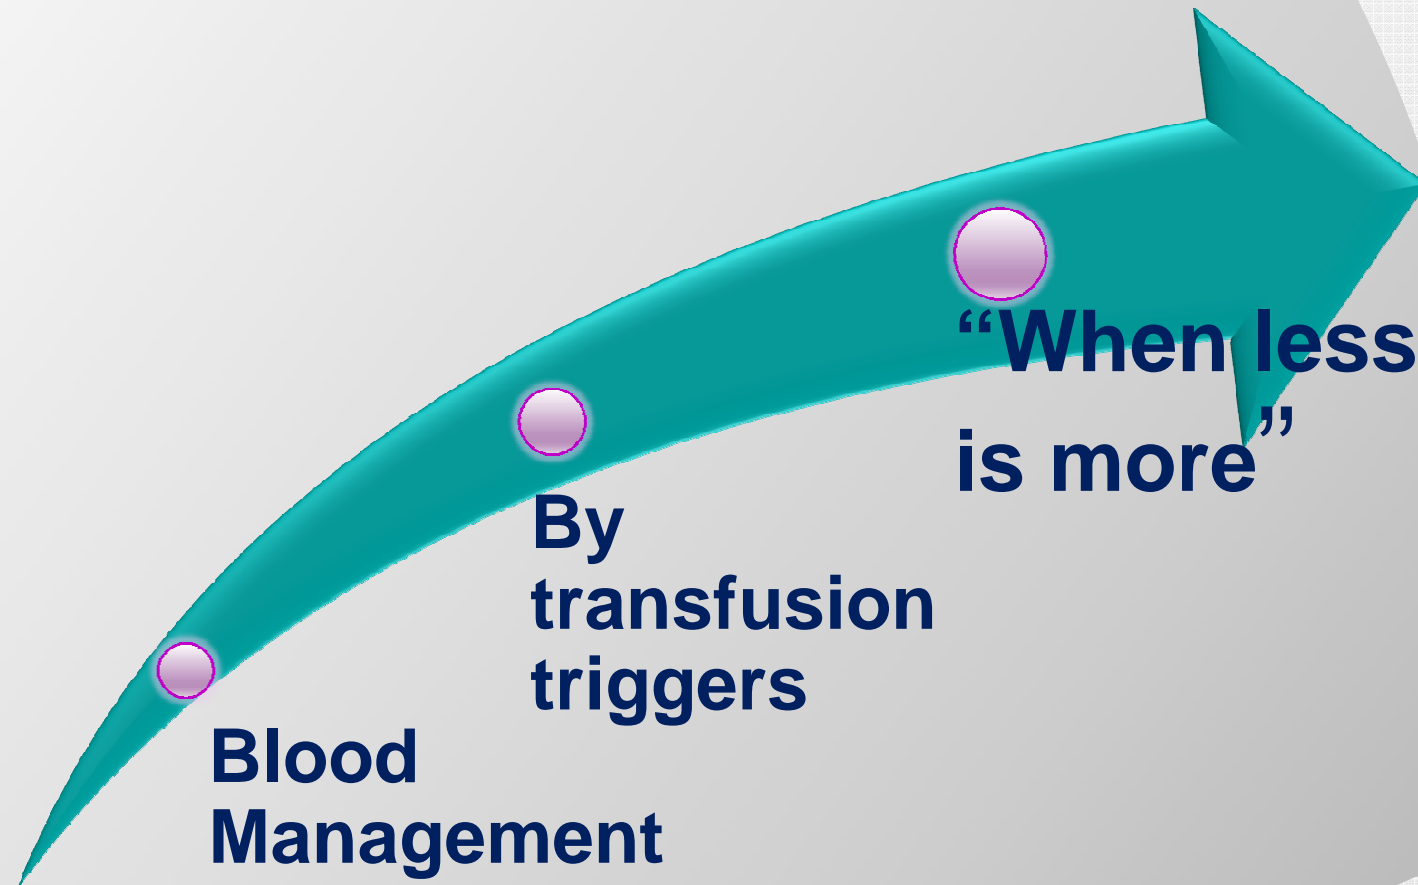 Blood
Management
By
transfusion
triggers
“When less
is more”